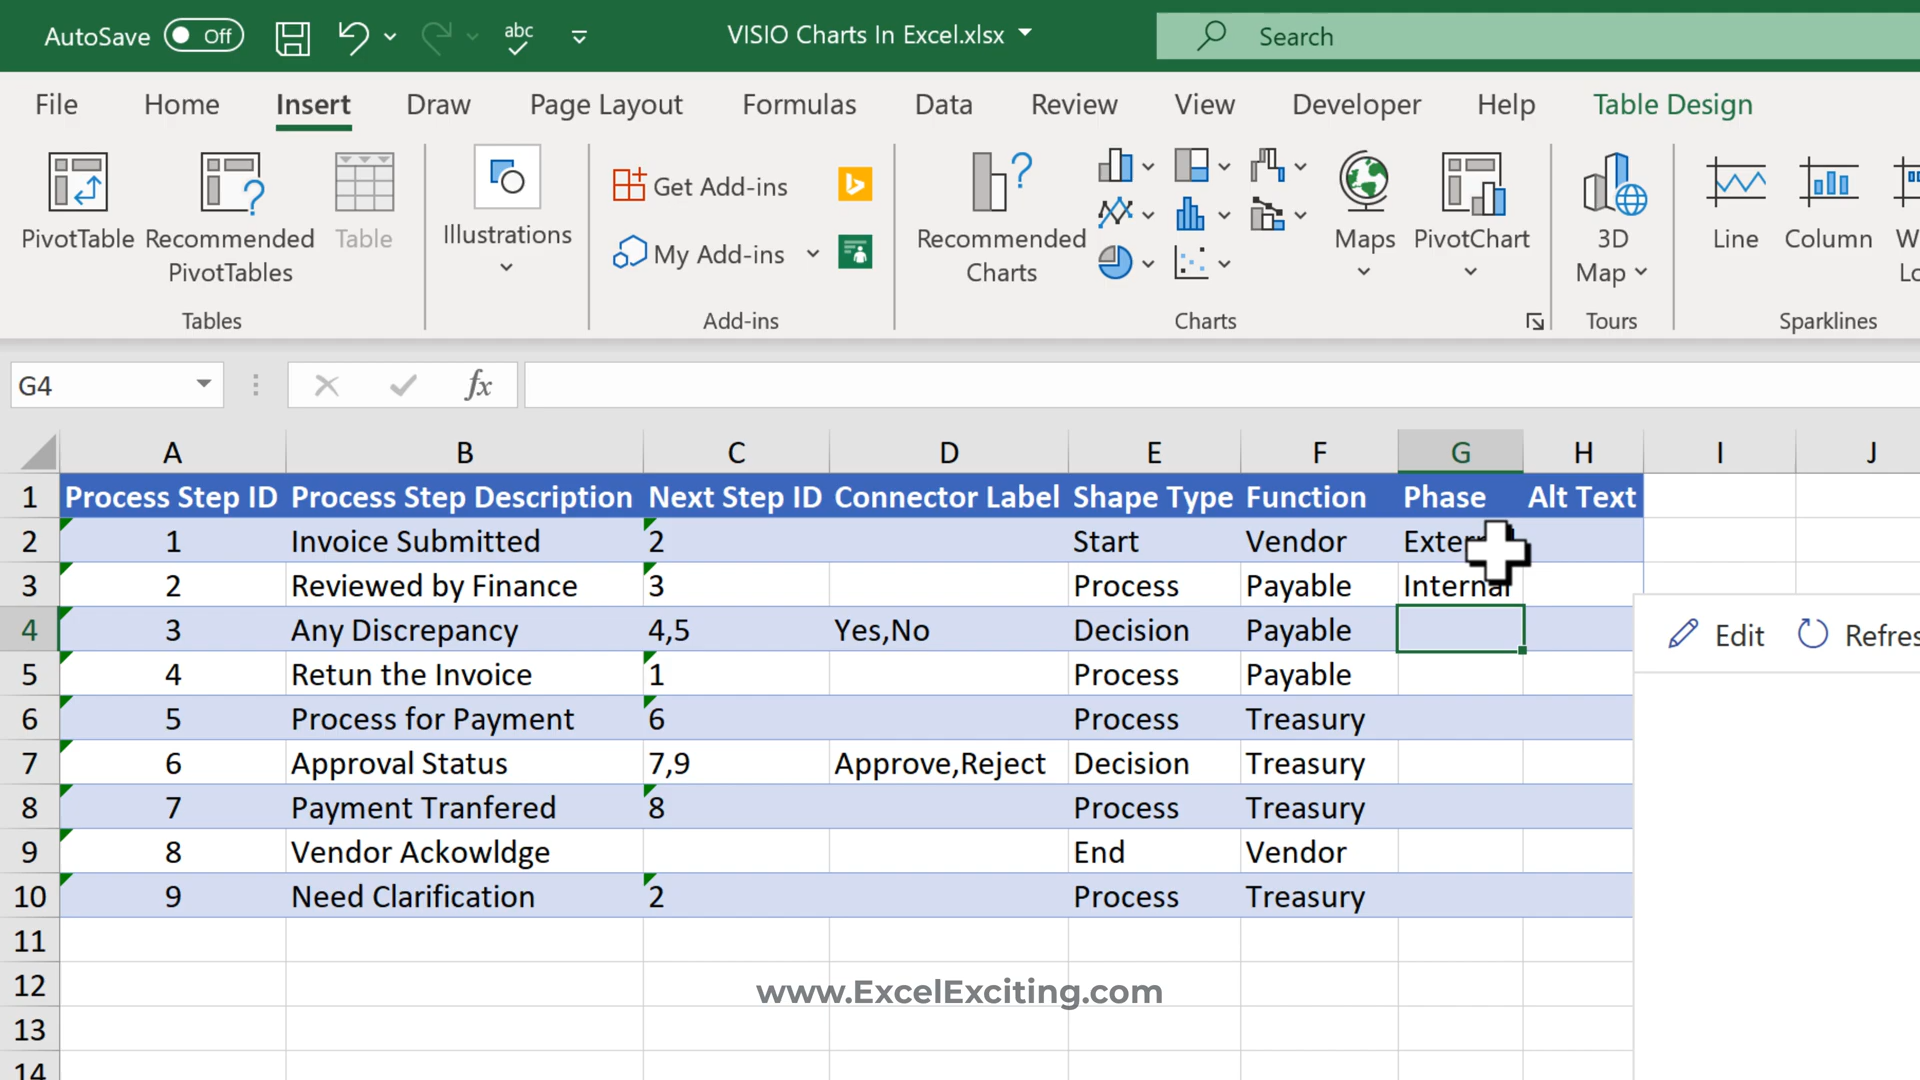 AutoSave Off abc VISIO Charts In Excel.xlsx Search
File Home Insert Draw Page Layout Formulas Data Review View Developer Help Table Design
PivotTable Recommended PivotTables Table Illustrations Get Add-ins My Add-ins Recommended Charts Maps PivotChart 3D Map Line Column
Tables Add-ins Charts Tours Sparklines
G4 fx
A B C D E F G H I J
1 Process Step ID Process Step Description Next Step ID Connector Label Shape Type Function Phase Alt Text
2 1 Invoice Submitted 2 Start Vendor
3 2 Reviewed by Finance 3 Process Payable Internal
4 3 Any Discrepancy 4,5 Yes,No Decision Payable Edit
5 4 Retun the Invoice 1 Process Payable
6 5 Process for Payment 6 Process Treasury
7 6 Approval Status 7,9 Approve,Reject Decision Treasury
8 7 Payment Tranfered 8 Process Treasury
9 8 Vendor Ackowldge End Vendor
10 9 Need Clarification 2 Process Treasury
11
12 www.ExcelExciting.com
13
14